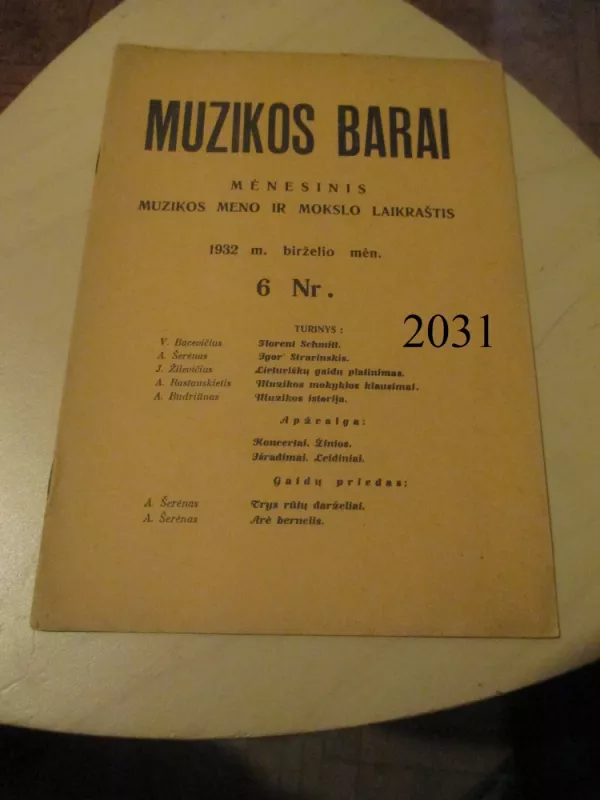 MUZIKOS BARAI
MĖNESINIS
MUZIKOS MENO IR MOKSLO LAIKRAŠTIS
1932 m. birželio mėn.
6 Nr.
2031
TURINYS:
V. Bacevičius Florent Schmitt.
A. Šerėnas Igor' Stravinskis.
J. Žilevičius Lietuviškų gaidų platinimas.
A. Rastauskietis Muzikos mokyklos klausimai.
A. Budriūnas Muzikos istorija.
Apžvalga:
Koncertai. Žinios.
Išradimai. Leidiniai.
Gaidų priedas:
A. Šerėnas Trys rūtų darželiai.
A. Šerėnas Arė bernelis.